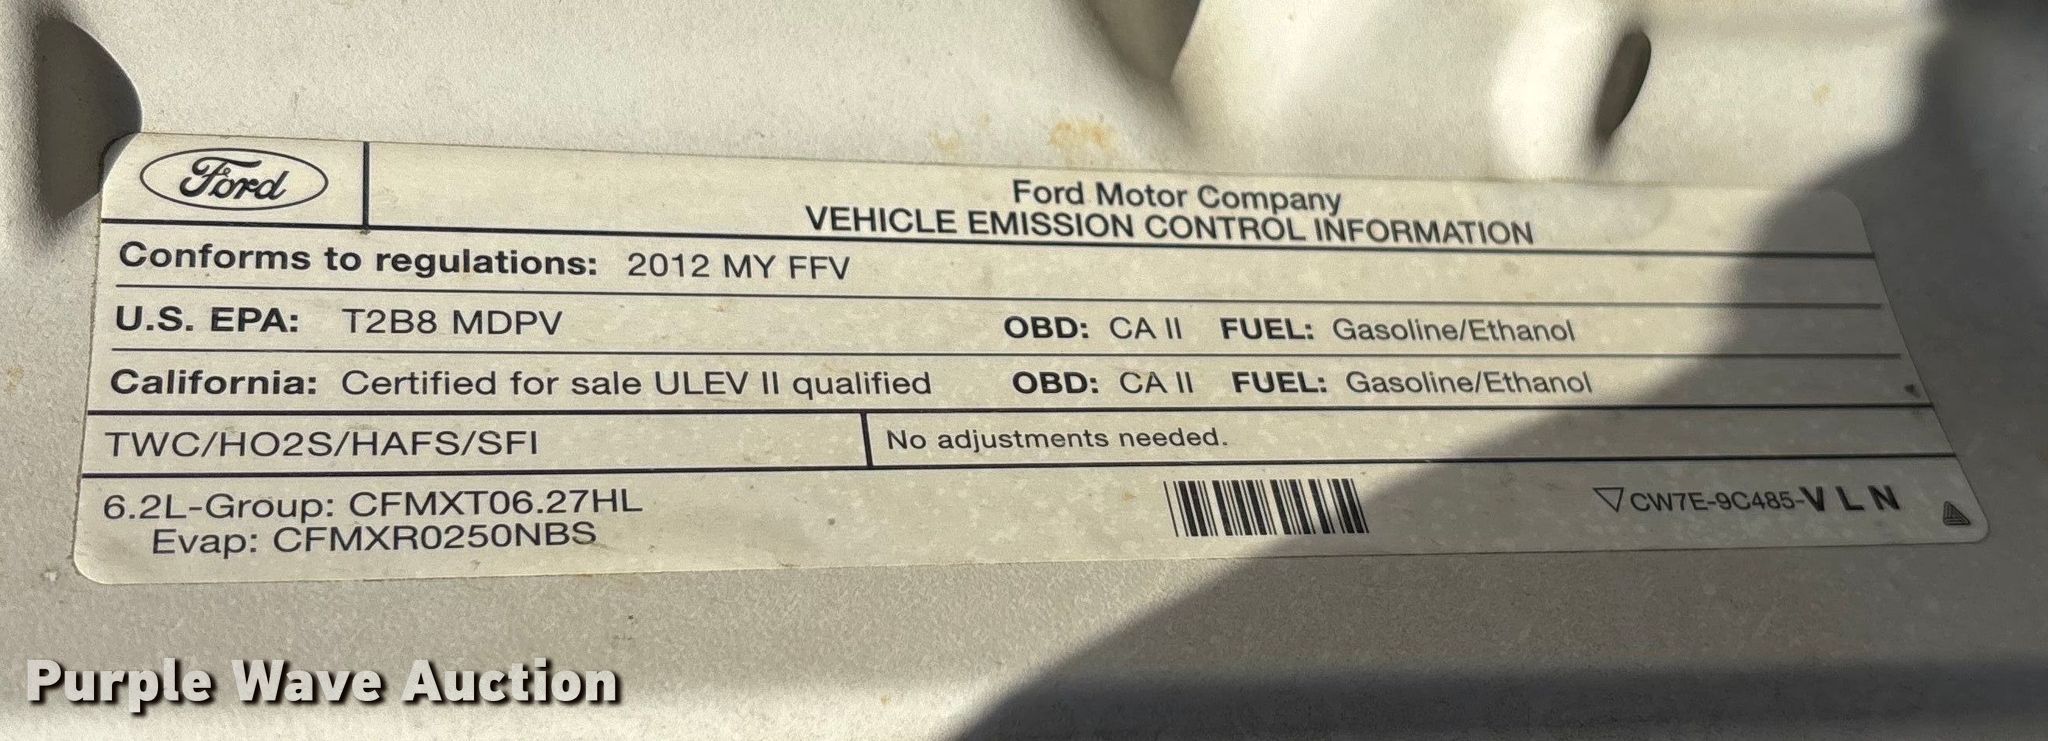 Ford
Ford Motor Company
VEHICLE EMISSION CONTROL INFORMATION
Conforms to regulations: 2012 MY FFV
U.S. EPA: T2B8 MDPV OBD: CA II FUEL: Gasoline/Ethanol
California: Certified for sale ULEV II qualified OBD: CA II FUEL: Gasoline/Ethanol
TWC/HO2S/HAFS/SFI No adjustments needed.
6.2L-Group: CFMXT06.27HL
Evap: CFMXR0250NBS
CW7E-9C485-V L N
Purple Wave Auction